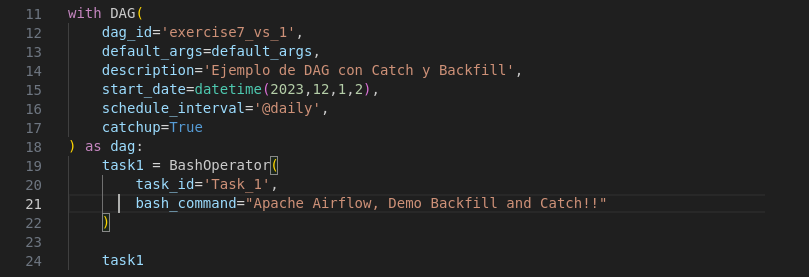 11 with DAG(
12     dag_id='exercise7_vs_1',
13     default_args=default_args,
14     description='Ejemplo de DAG con Catch y Backfill',
15     start_date=datetime(2023,12,1,2),
16     schedule_interval='@daily',
17     catchup=True
18 ) as dag:
19     task1 = BashOperator(
20         task_id='Task_1',
21         bash_command="Apache Airflow, Demo Backfill and Catch!!"
22     )
23
24     task1